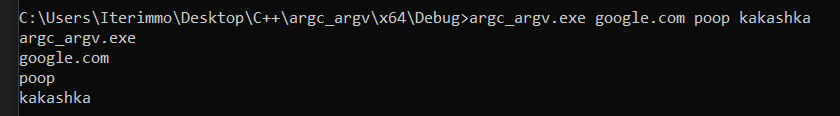 C:\Users\Iterimmo\Desktop\C++\argc_argv\x64\Debug>argc_argv.exe google.com poop kakashka
argc_argv.exe
google.com
poop
kakashka